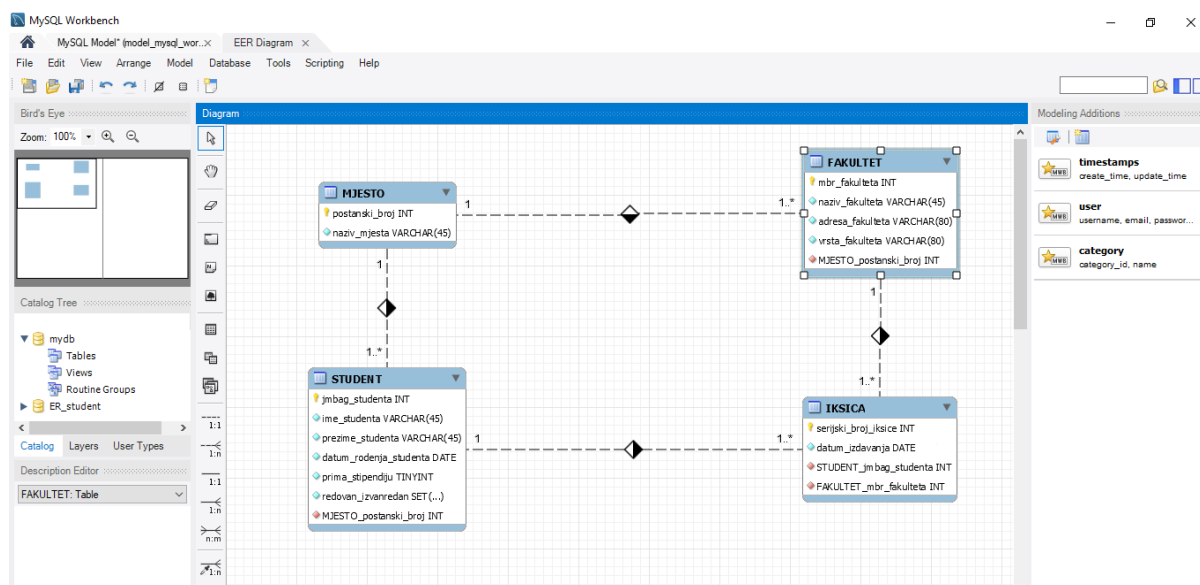 MySQL Workbench
MySQL Model* (model_mysql_wor..× EER Diagram ×
File Edit View Arrange Model Database Tools Scripting Help
Bird's Eye
Zoom: 100%
Diagram
Modeling Additions
timestamps
create_time, update_time
user
username, email, passwor...
category
category_id, name
MJESTO
postanski_broj INT
naziv_mjesta VARCHAR(45)
1
1..*
FAKULTET
mbr_fakulteta INT
naziv_fakulteta VARCHAR(45)
adresa_fakulteta VARCHAR(80)
vrsta_fakulteta VARCHAR(80)
MJESTO_postanski_broj INT
1
1..*
1
1..*
STUDENT
jmbag_studenta INT
ime_studenta VARCHAR(45)
prezime_studenta VARCHAR(45)
datum_rodenja_studenta DATE
prima_stipendiju TINYINT
redovan_izvanredan SET(...)
MJESTO_postanski_broj INT
1
1..*
IKSICA
serijski_broj_iksice INT
datum_izdavanja DATE
STUDENT_jmbag_studenta INT
FAKULTET_mbr_fakulteta INT
Catalog Tree
mydb
Tables
Views
Routine Groups
ER_student
Catalog Layers User Types
Description Editor
FAKULTET: Table
1:1
1:n
1:1
1:n
n:m
1:n